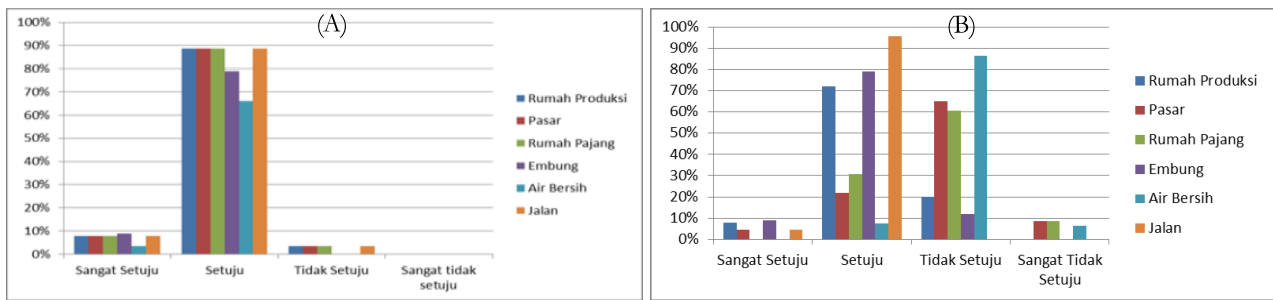 (A)
100%
90%
80%
70%
60%
50%
40%
30%
20%
10%
0%
Sangat Setuju
Setuju
Tidak Setuju
Sangat tidak
setuju
Rumah Produksi
Pasar
Rumah Pajang
Embung
Air Bersih
Jalan
(B)
100%
90%
80%
70%
60%
50%
40%
30%
20%
10%
0%
Sangat Setuju
Setuju
Tidak Setuju
Sangat Tidak
Setuju
Rumah Produksi
Pasar
Rumah Pajang
Embung
Air Bersih
Jalan